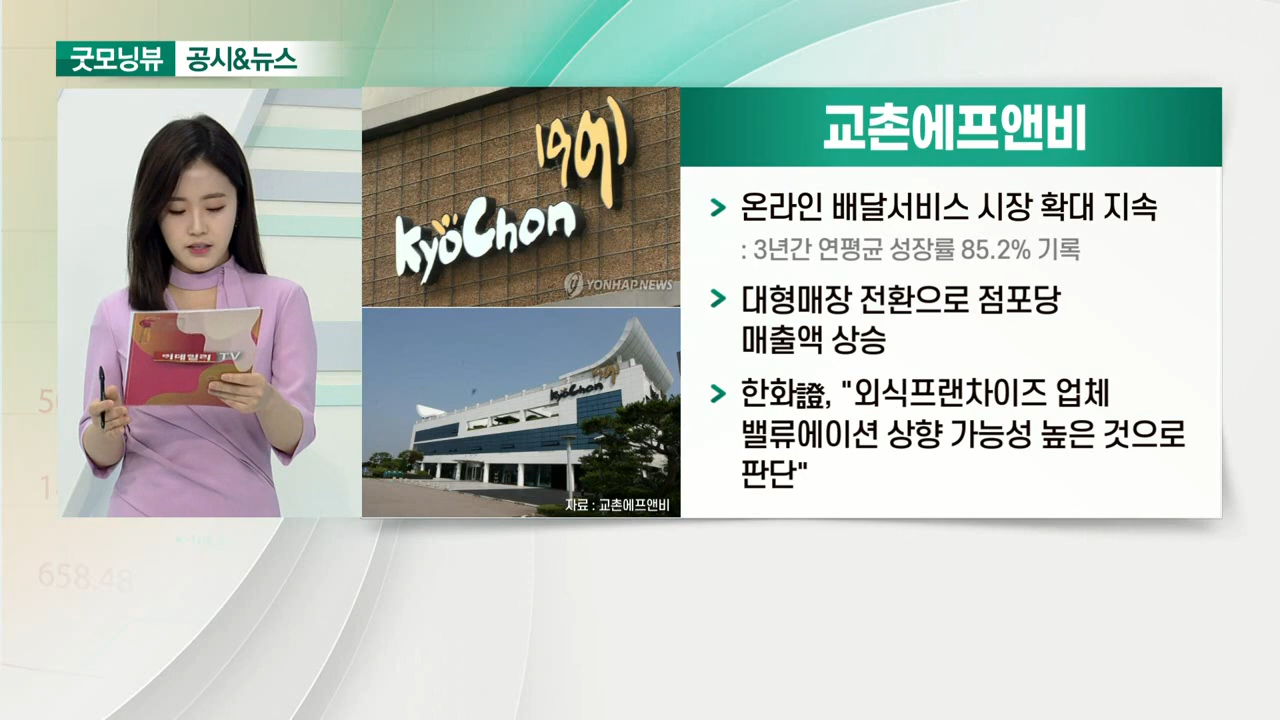 굿모닝뷰 공시&뉴스
교촌에프앤비
> 온라인 배달서비스 시장 확대 지속
: 3년간 연평균 성장률 85.2% 기록
> 대형매장 전환으로 점포당
매출액 상승
> 한화證, "외식프랜차이즈 업체
밸류에이션 상향 가능성 높은 것으로
판단"
kyoChon
YONHAP NEWS
kyoChon
자료 : 교촌에프앤비
이데일리 TV
658.48